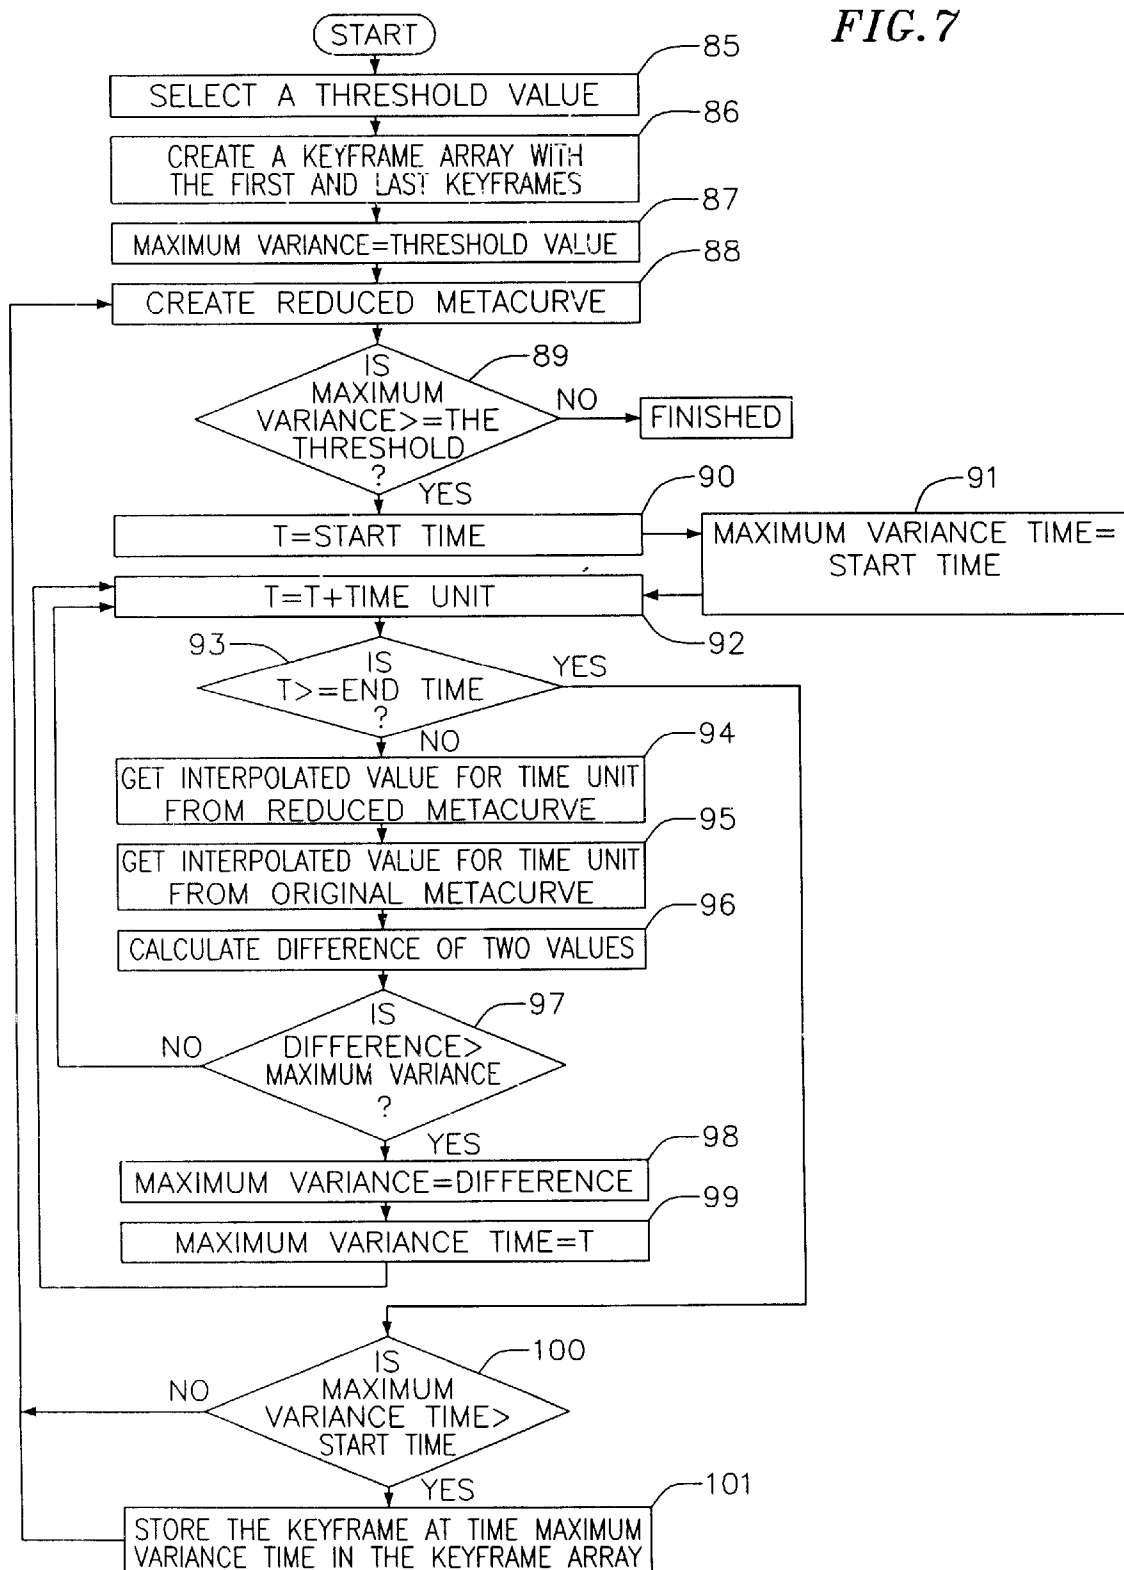 FIG.7
START
85
SELECT A THRESHOLD VALUE
86
CREATE A KEYFRAME ARRAY WITH
THE FIRST AND LAST KEYFRAMES
87
MAXIMUM VARIANCE=THRESHOLD VALUE
88
CREATE REDUCED METACURVE
89
IS
MAXIMUM
VARIANCE>=THE
THRESHOLD
?
NO
FINISHED
YES
90
T=START TIME
91
MAXIMUM VARIANCE TIME=
START TIME
T=T+TIME UNIT
92
93
IS
T>=END TIME
?
YES
NO
94
GET INTERPOLATED VALUE FOR TIME UNIT
FROM REDUCED METACURVE
95
GET INTERPOLATED VALUE FOR TIME UNIT
FROM ORIGINAL METACURVE
96
CALCULATE DIFFERENCE OF TWO VALUES
97
IS
DIFFERENCE>
MAXIMUM VARIANCE
?
NO
YES
98
MAXIMUM VARIANCE=DIFFERENCE
99
MAXIMUM VARIANCE TIME=T
100
IS
MAXIMUM
VARIANCE TIME>
START TIME
NO
YES
101
STORE THE KEYFRAME AT TIME MAXIMUM
VARIANCE TIME IN THE KEYFRAME ARRAY